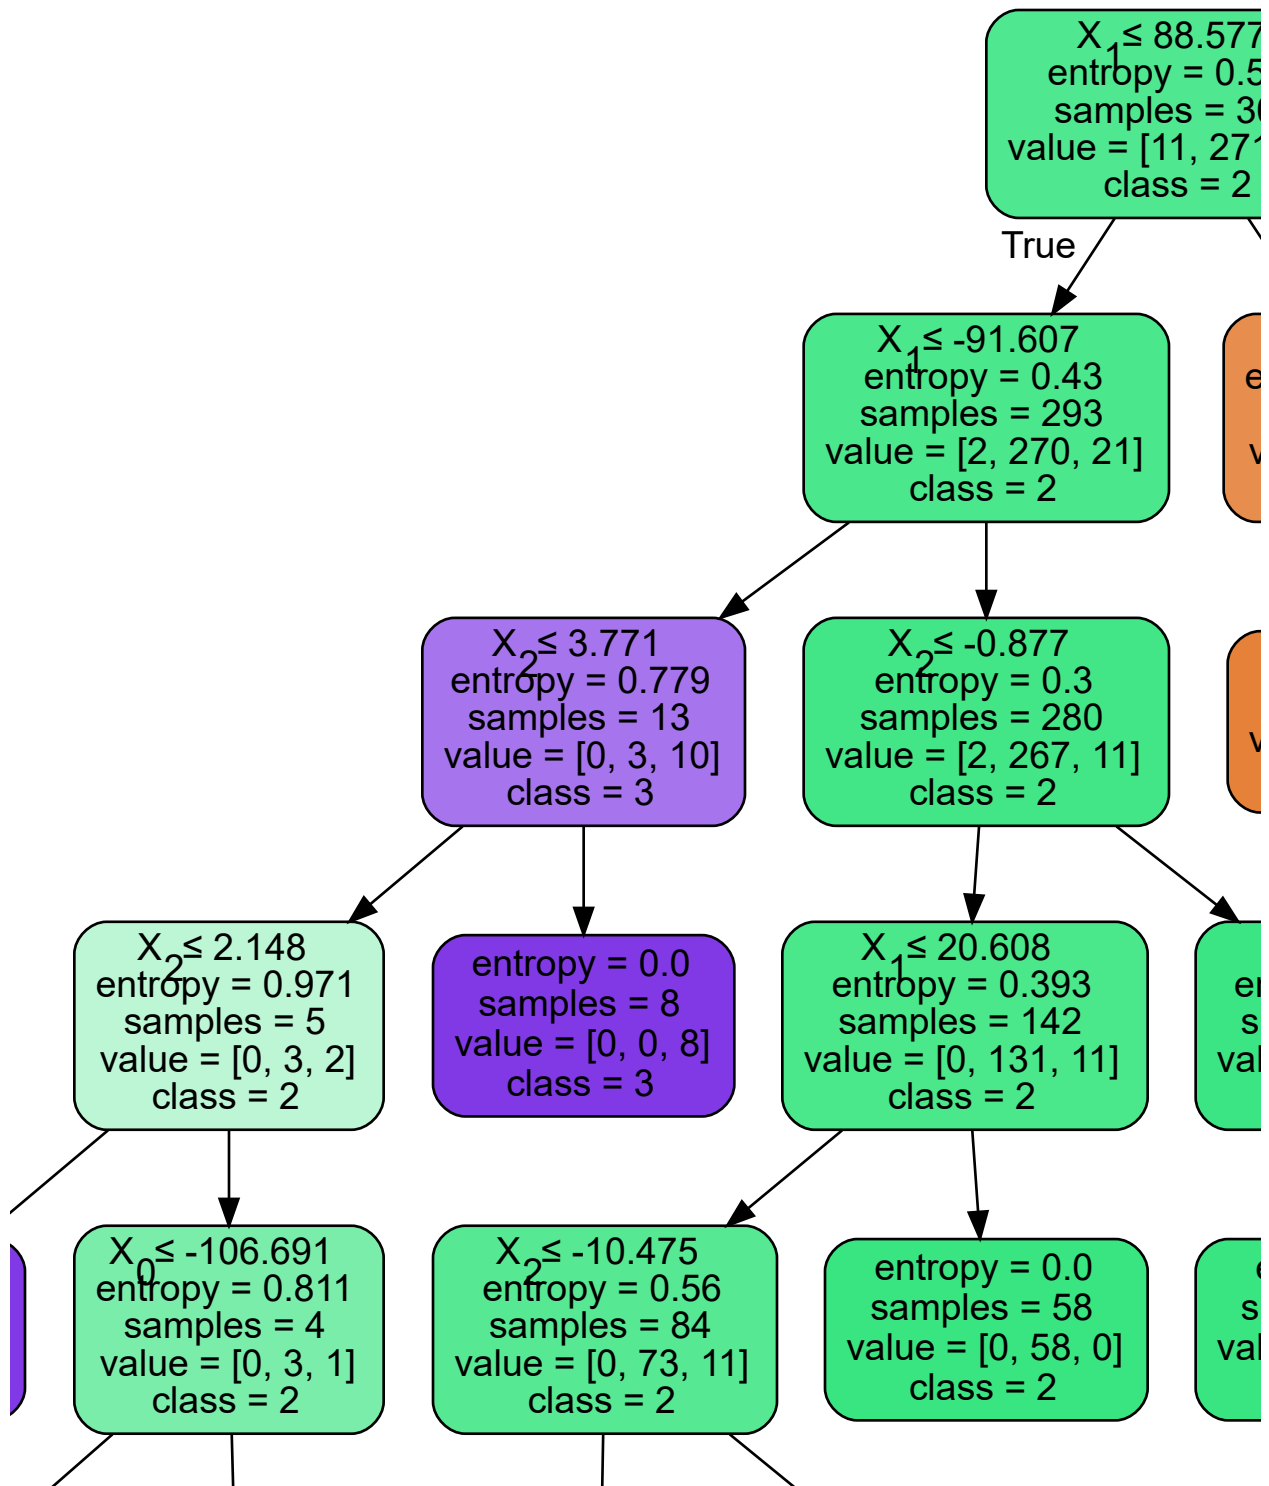 X₁ ≤ 88.577
entropy = 0.5
samples = 30
value = [11, 271
class = 2
True
X₁ ≤ -91.607
entropy = 0.43
samples = 293
value = [2, 270, 21]
class = 2
X₂ ≤ 3.771
entropy = 0.779
samples = 13
value = [0, 3, 10]
class = 3
X₂ ≤ -0.877
entropy = 0.3
samples = 280
value = [2, 267, 11]
class = 2
X₂ ≤ 2.148
entropy = 0.971
samples = 5
value = [0, 3, 2]
class = 2
entropy = 0.0
samples = 8
value = [0, 0, 8]
class = 3
X₁ ≤ 20.608
entropy = 0.393
samples = 142
value = [0, 131, 11]
class = 2
X₀ ≤ -106.691
entropy = 0.811
samples = 4
value = [0, 3, 1]
class = 2
X₂ ≤ -10.475
entropy = 0.56
samples = 84
value = [0, 73, 11]
class = 2
entropy = 0.0
samples = 58
value = [0, 58, 0]
class = 2